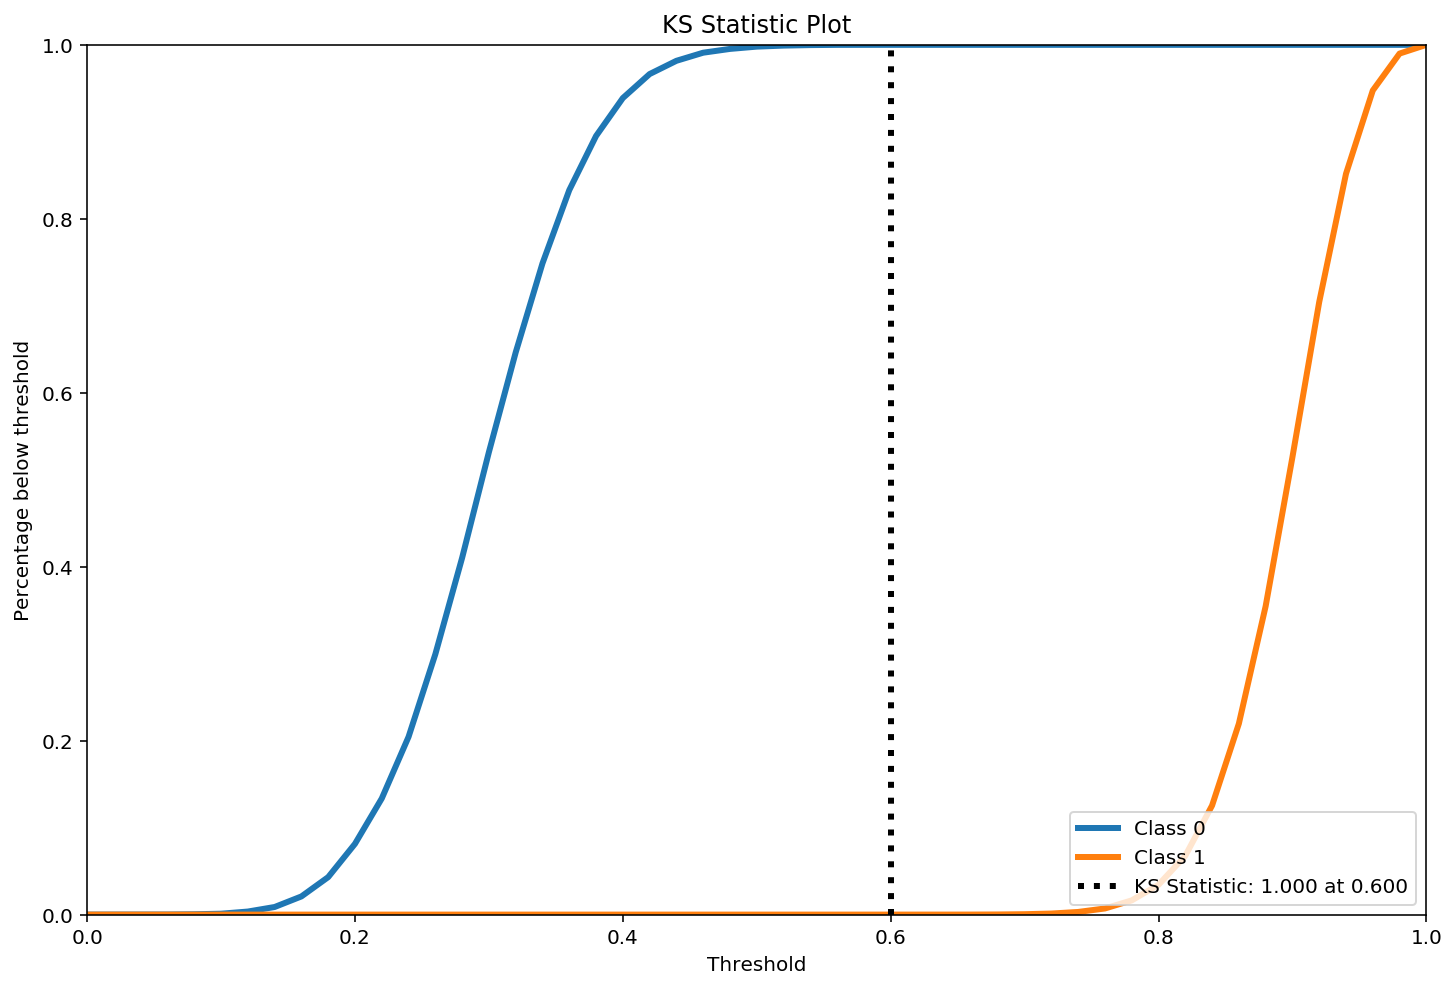 KS Statistic Plot
1.0
0.8
0.6
0.4
0.2
0.0
Percentage below threshold
Class 0
Class 1
KS Statistic: 1.000 at 0.600
0.0 0.2 0.4 0.6 0.8 1.0
Threshold